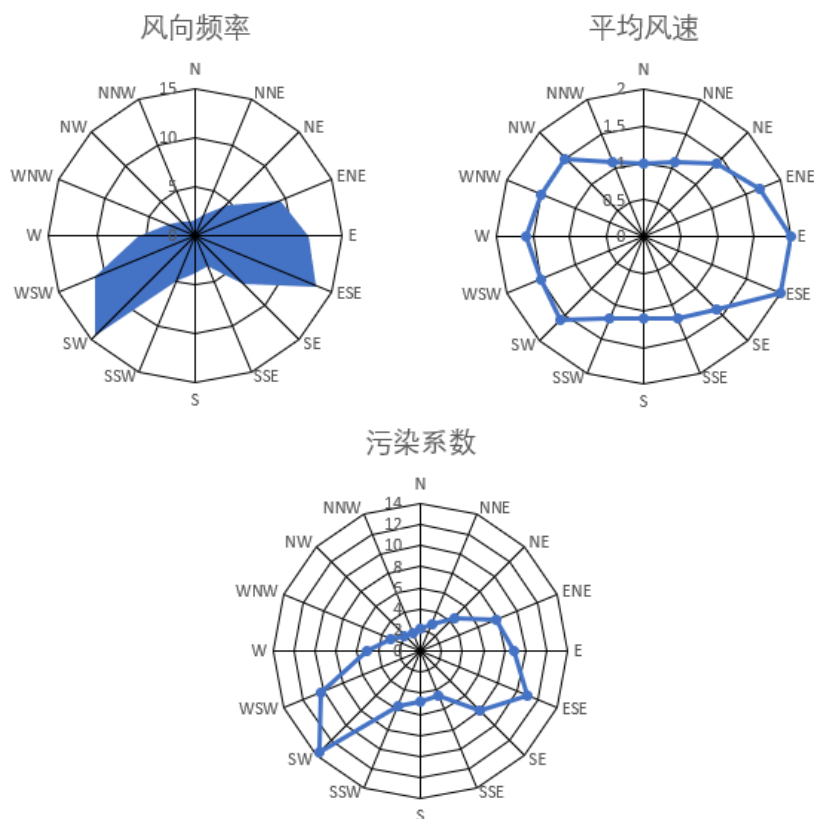 风向频率
N
NNE
NE
ENE
E
ESE
SE
SSE
S
SSW
SW
WSW
W
WNW
NW
NNW
15
10
5
0
平均风速
N
NNE
NE
ENE
E
ESE
SE
SSE
S
SSW
SW
WSW
W
WNW
NW
NNW
2
1.5
1
0.5
0
污染系数
N
NNE
NE
ENE
E
ESE
SE
SSE
S
SSW
SW
WSW
W
WNW
NW
NNW
14
12
10
8
6
4
2
0